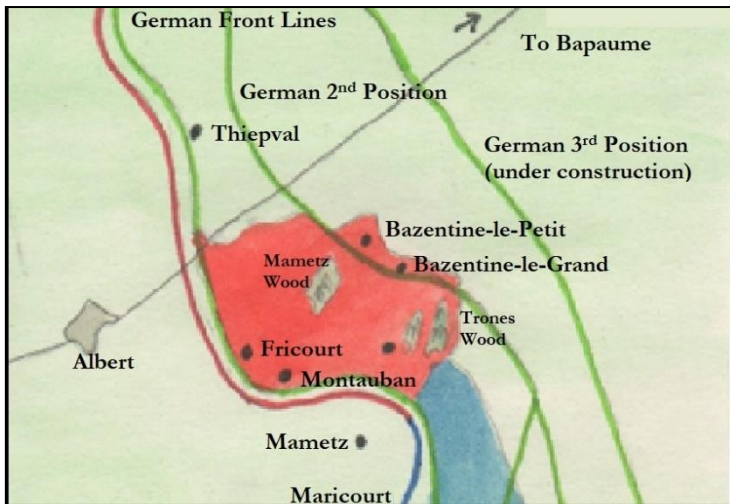 German Front Lines
To Bapaume
German 2nd Position
Thiepval
German 3rd Position
(under construction)
Bazentine-le-Petit
Mametz
Wood
Bazentine-le-Grand
Trones
Wood
Albert
Fricourt
Montauban
Mametz
Maricourt